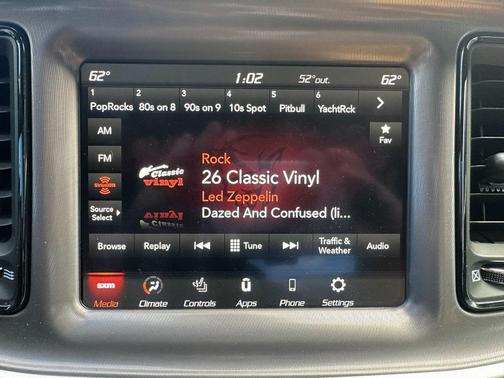 62° 1:02 52°out. 62°
1 2 3 4 5 6
PopRocks 80s on 8 90s on 9 10s Spot Pitbull YachtRck
AM
Fav
FM
Rock
Classic Vinyl
26 Classic Vinyl
SiriusXM
Led Zeppelin
Source Select
Dazed And Confused (li...
Browse Replay Tune Traffic & Weather Audio
sxm
Media Climate Controls Apps Phone Settings